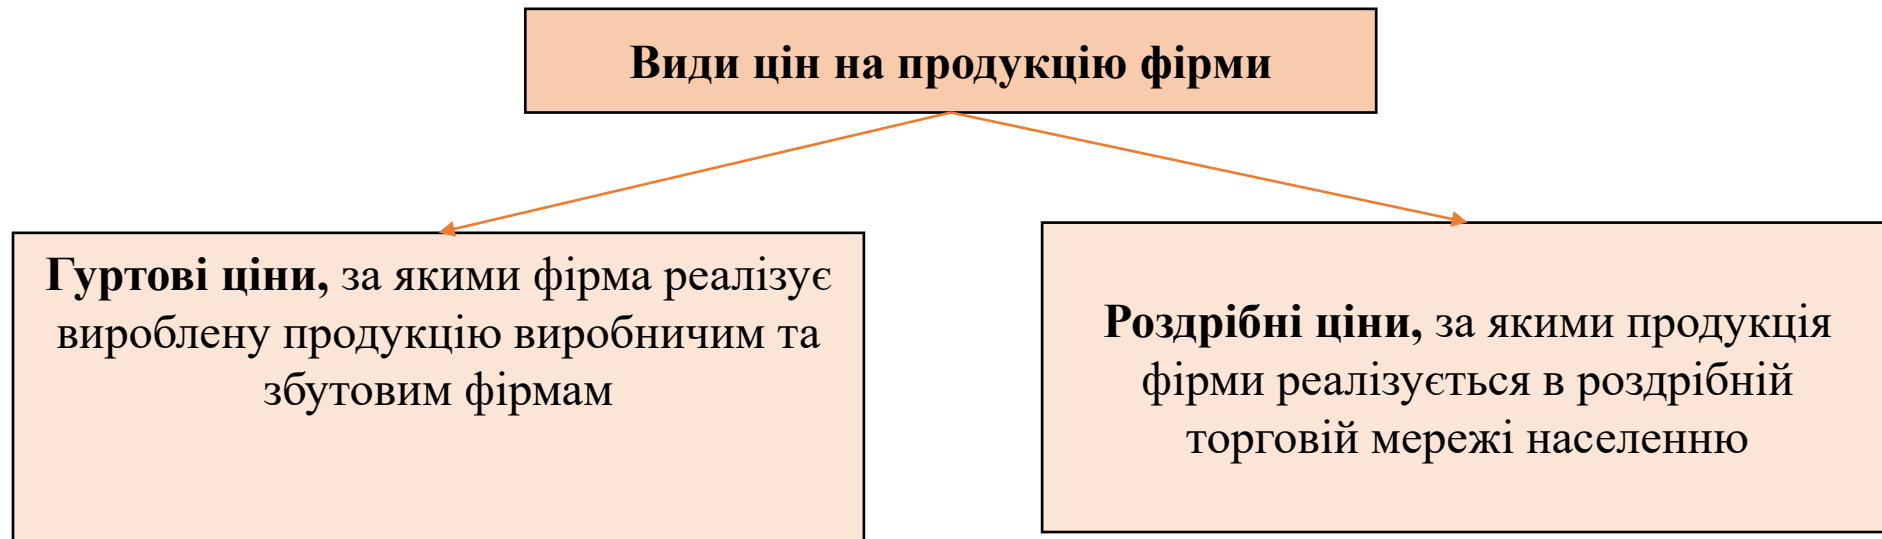 Види цін на продукцію фірми
Гуртові ціни, за якими фірма реалізує
вироблену продукцію виробничим та
збутовим фірмам
Роздрібні ціни, за якими продукція
фірми реалізується в роздрібній
торговій мережі населенню